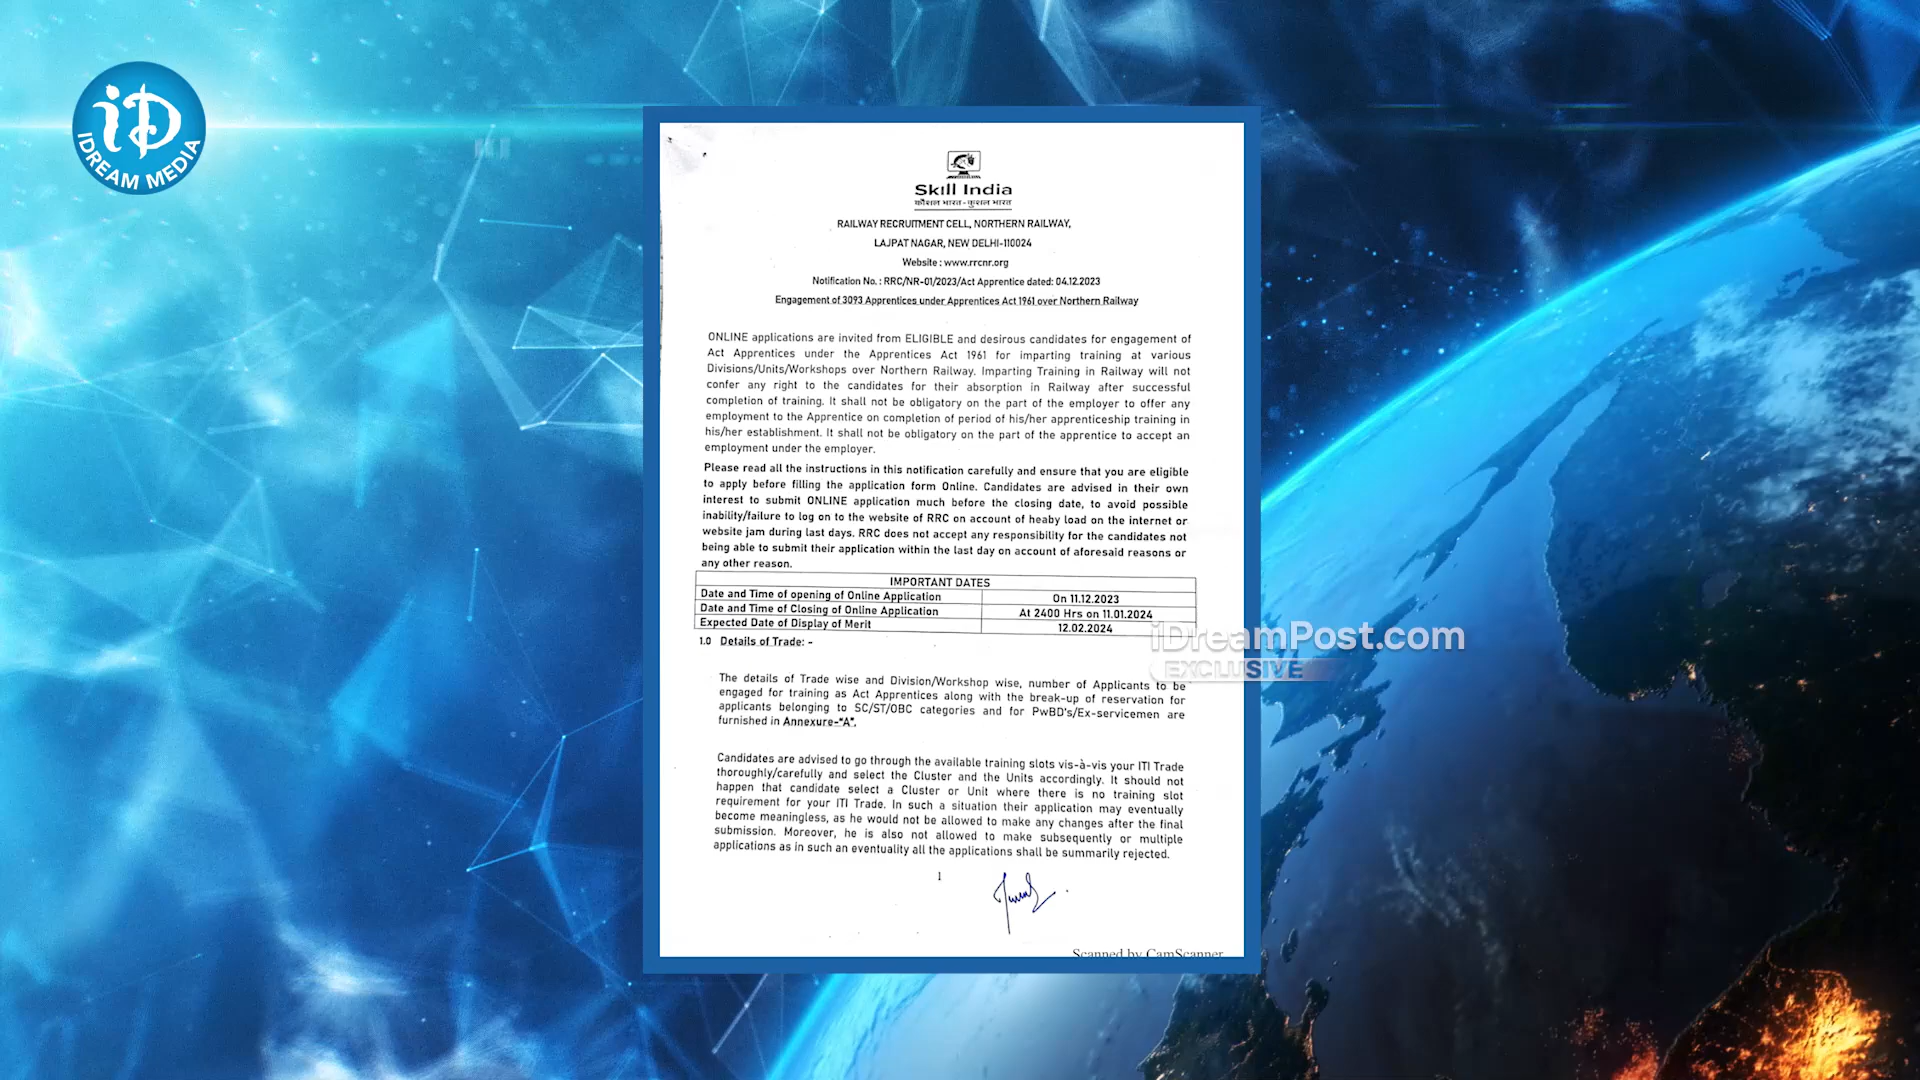 iD
IDREAM MEDIA
Skill India
कौशल भारत - कुशल भारत
RAILWAY RECRUITMENT CELL, NORTHERN RAILWAY,
LAJPAT NAGAR, NEW DELHI-110024
Website : www.rrcnr.org
Notification No. : RRC/NR-01/2023/Act Apprentice dated: 04.12.2023
Engagement of 3093 Apprentices under Apprentices Act 1961 over Northern Railway
ONLINE applications are invited from ELIGIBLE and desirous candidates for engagement of
Act Apprentices under the Apprentices Act 1961 for imparting training at various
Divisions/Units/Workshops over Northern Railway. Imparting Training in Railway will not
confer any right to the candidates for their absorption in Railway after successful
completion of training. It shall not be obligatory on the part of the employer to offer any
employment to the Apprentice on completion of period of his/her apprenticeship training in
his/her establishment. It shall not be obligatory on the part of the apprentice to accept an
employment under the employer.
Please read all the instructions in this notification carefully and ensure that you are eligible
to apply before filling the application form Online. Candidates are advised in their own
interest to submit ONLINE application much before the closing date, to avoid possible
inability/failure to log on to the website of RRC on account of heaby load on the internet or
website jam during last days. RRC does not accept any responsibility for the candidates not
being able to submit their application within the last day on account of aforesaid reasons or
any other reason.
IMPORTANT DATES
Date and Time of opening of Online Application On 11.12.2023
Date and Time of Closing of Online Application At 2400 Hrs on 11.01.2024
Expected Date of Display of Merit 12.02.2024
1.0 Details of Trade: -
iDreamPost.com
EXCLUSIVE
The details of Trade wise and Division/Workshop wise, number of Applicants to be
engaged for training as Act Apprentices along with the break-up of reservation for
applicants belonging to SC/ST/OBC categories and for PwBD's/Ex-servicemen are
furnished in Annexure-"A".
Candidates are advised to go through the available training slots vis-à-vis your ITI Trade
thoroughly/carefully and select the Cluster and the Units accordingly. It should not
happen that candidate select a Cluster or Unit where there is no training slot
requirement for your ITI Trade. In such a situation their application may eventually
become meaningless, as he would not be allowed to make any changes after the final
submission. Moreover, he is also not allowed to make subsequently or multiple
applications as in such an eventuality all the applications shall be summarily rejected.
1
Scanned by CamScanner